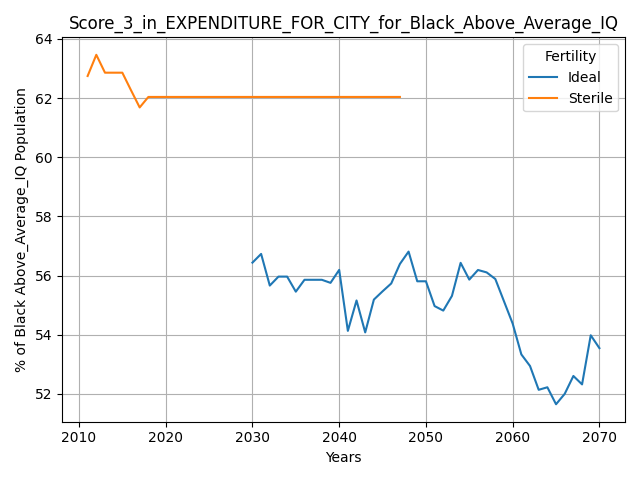 Score_3_in_EXPENDITURE_FOR_CITY_for_Black_Above_Average_IQ
% of Black Above_Average_IQ Population
64
62
60
58
56
54
52
Fertility
Ideal
Sterile
2010 2020 2030 2040 2050 2060 2070
Years